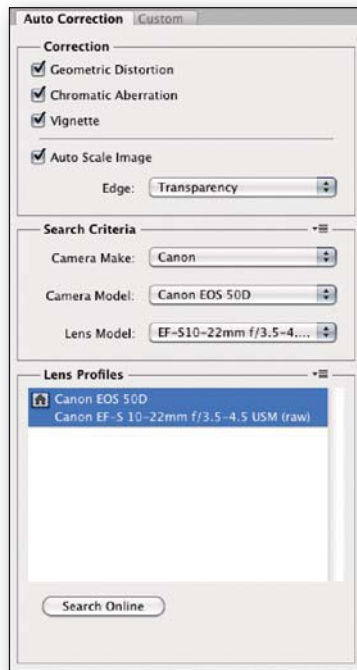 Auto Correction Custom
Correction
Geometric Distortion
Chromatic Aberration
Vignette
Auto Scale Image
Edge: Transparency
Search Criteria
Camera Make: Canon
Camera Model: Canon EOS 50D
Lens Model: EF-S10-22mm f/3.5-4....
Lens Profiles
Canon EOS 50D
Canon EF-S 10-22mm f/3.5-4.5 USM (raw)
Search Online